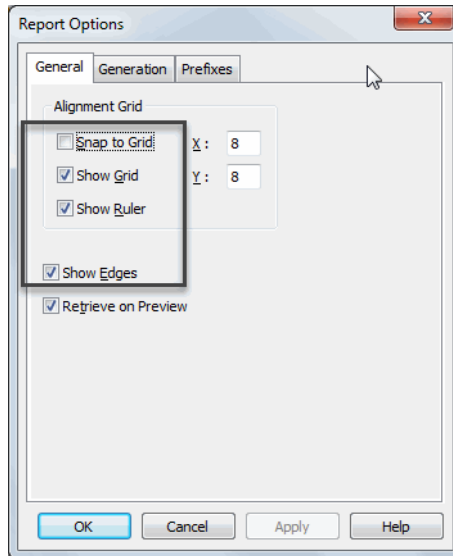 Report Options
General Generation Prefixes
Alignment Grid
Snap to Grid X: 8
Show Grid Y: 8
Show Ruler
Show Edges
Retrieve on Preview
OK Cancel Apply Help